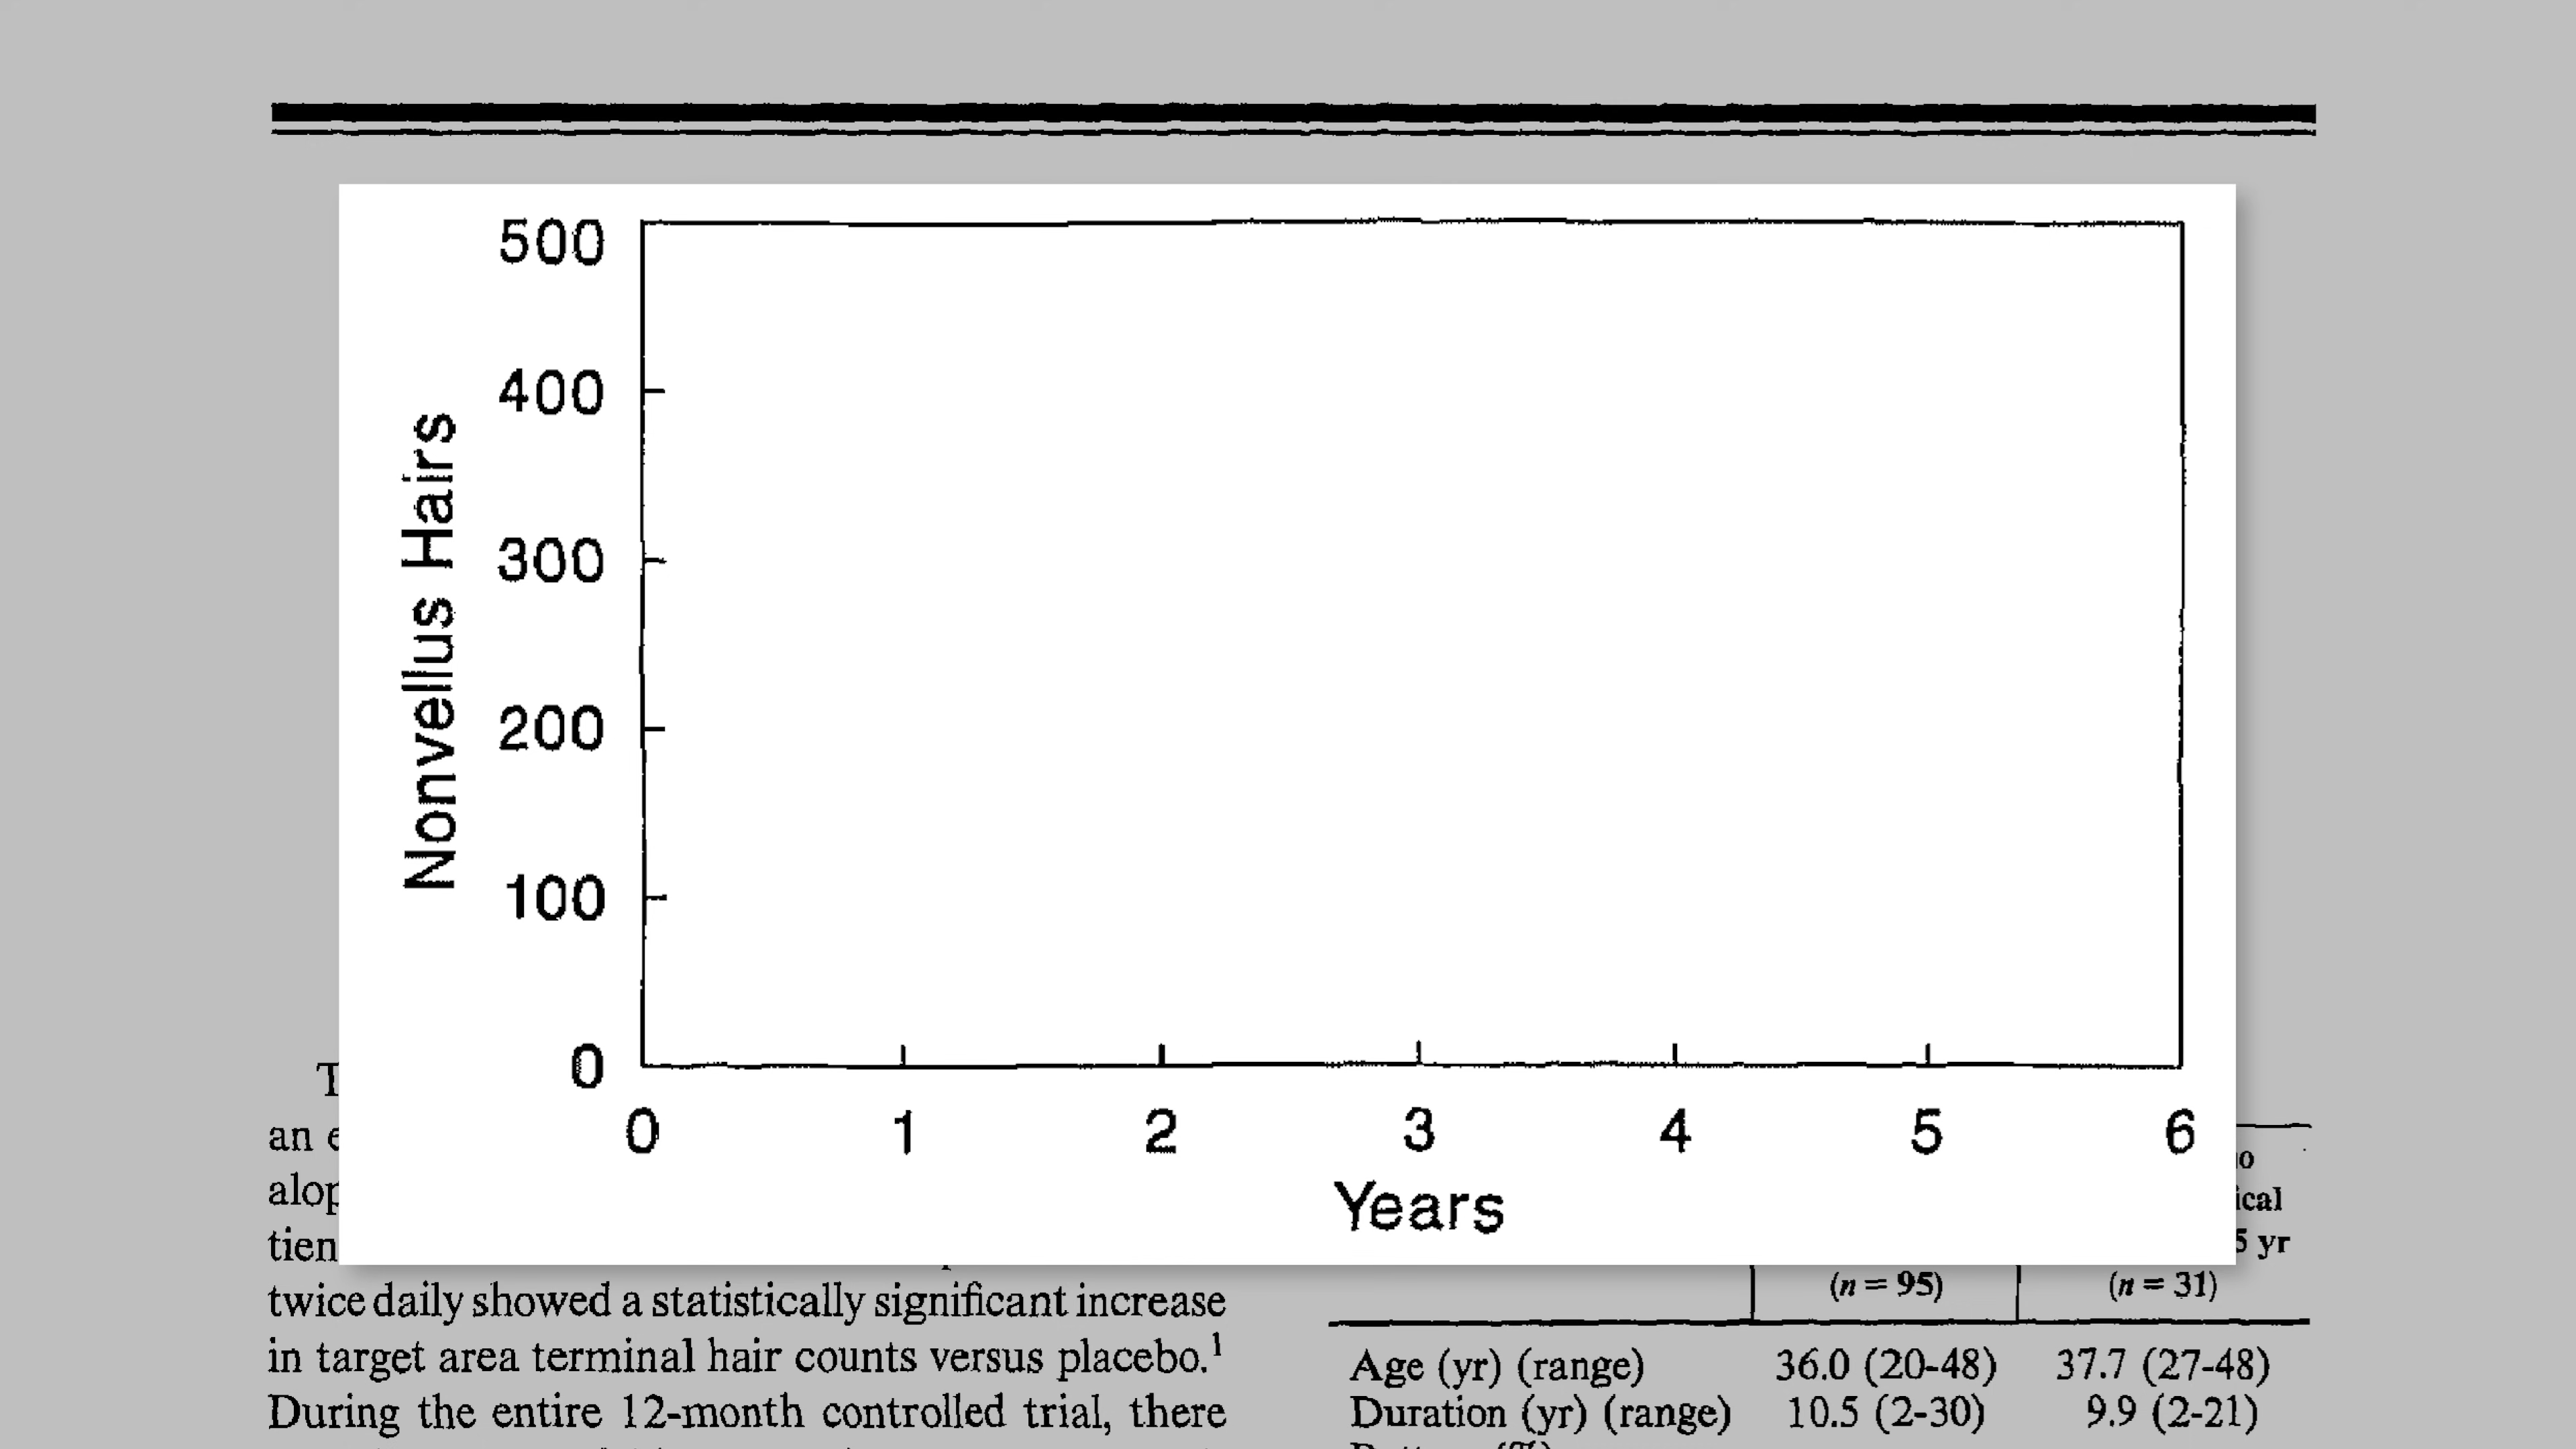 500
400
300
200
100
0
Nonvellus Hairs
0 1 2 3 4 5 6
Years
an
twice daily showed a statistically significant increase
in target area terminal hair counts versus placebo.1
During the entire 12-month controlled trial, there
5 yr
(n = 95) (n = 31)
Age (yr) (range) 36.0 (20-48) 37.7 (27-48)
Duration (yr) (range) 10.5 (2-30) 9.9 (2-21)